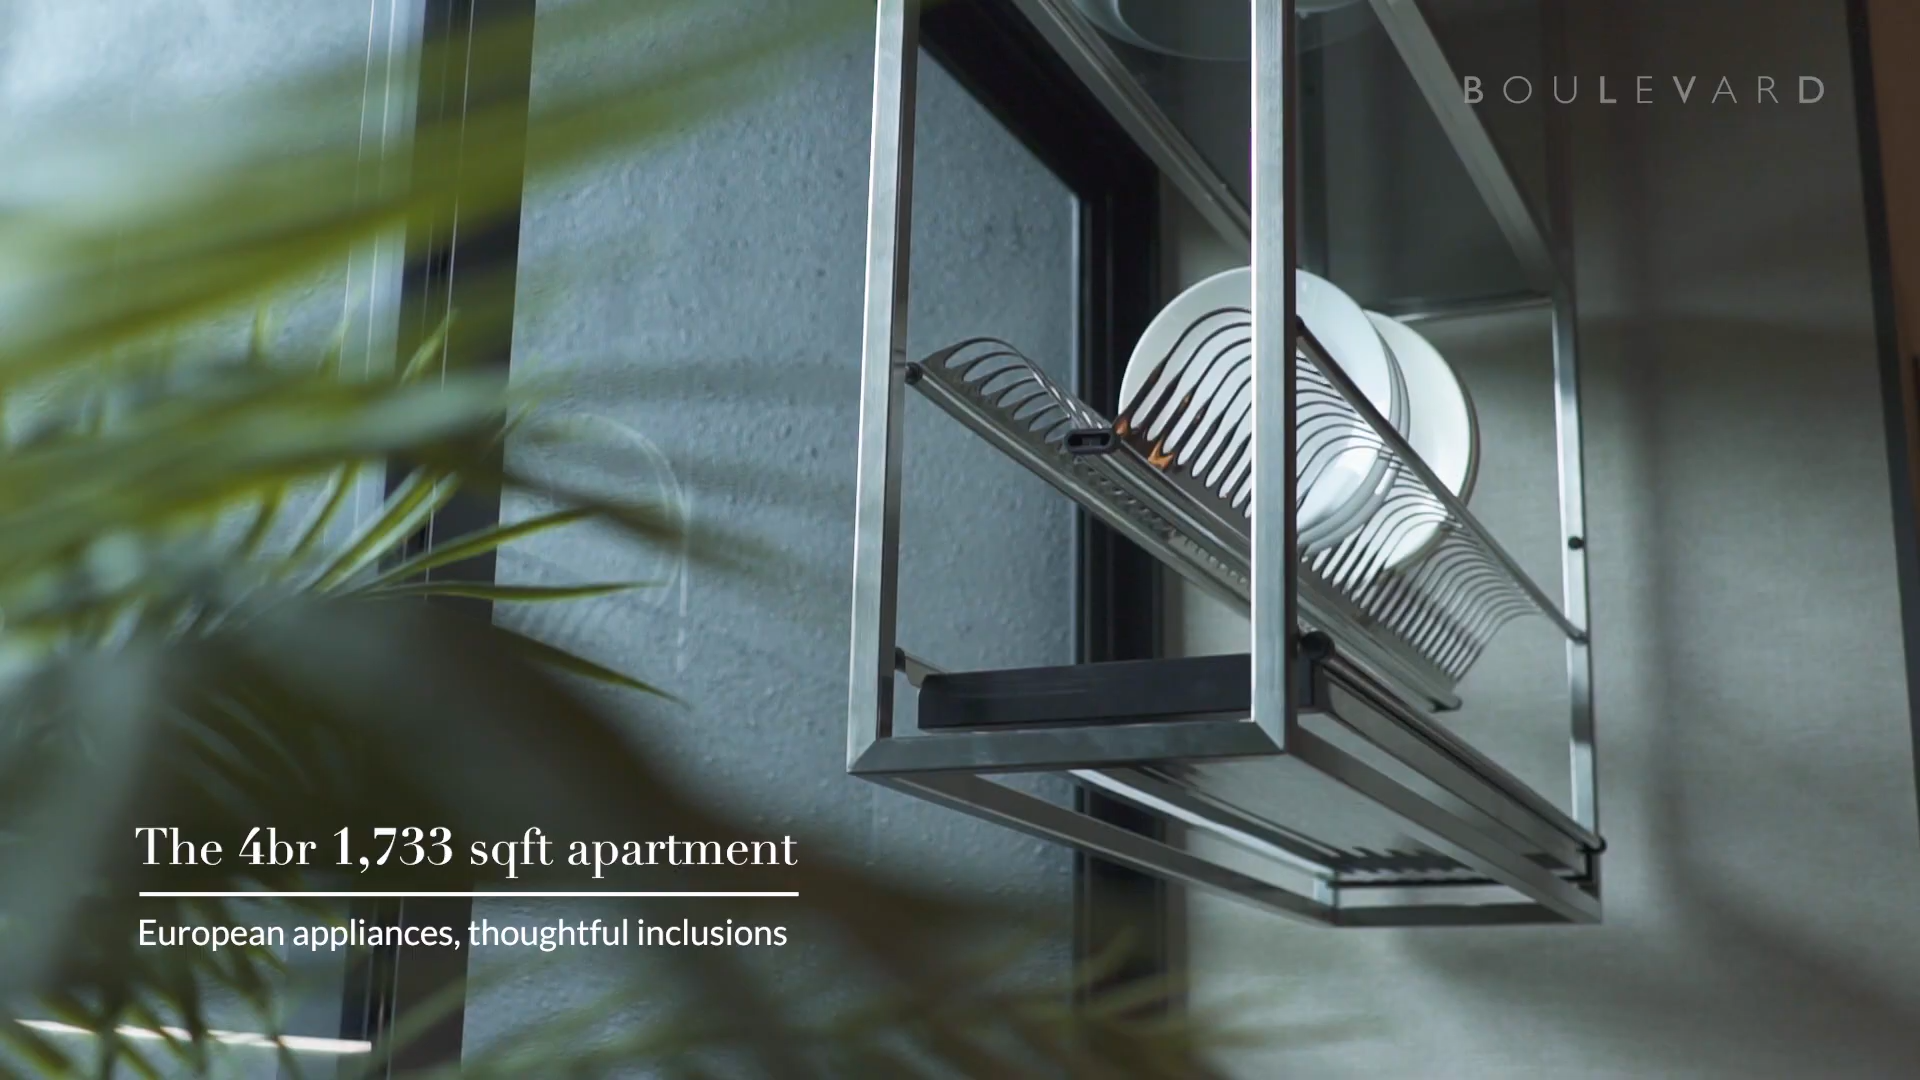 BOULEVARD
The 4br 1,733 sqft apartment
European appliances, thoughtful inclusions